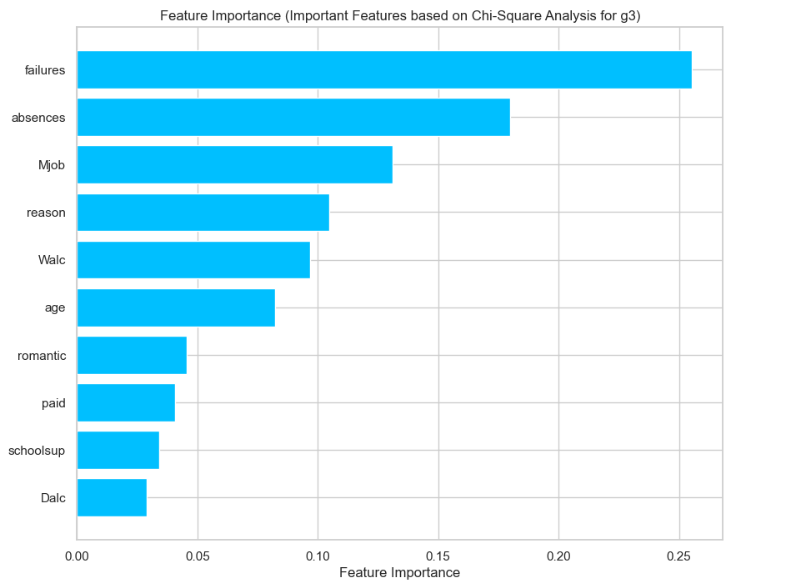 Feature Importance (Important Features based on Chi-Square Analysis for g3)
failures
absences
Mjob
reason
Walc
age
romantic
paid
schoolsup
Dalc
0.00 0.05 0.10 0.15 0.20 0.25
Feature Importance